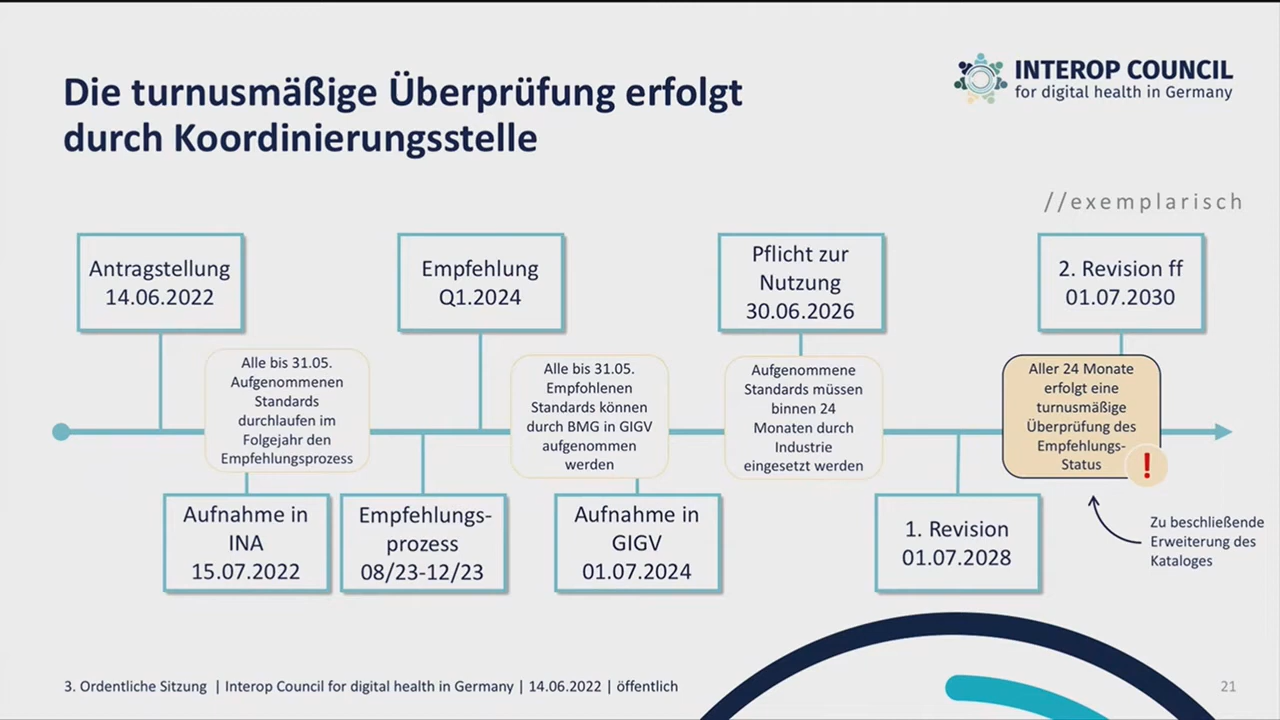 Die turnusmäßige Überprüfung erfolgt
durch Koordinierungsstelle
INTEROP COUNCIL
for digital health in Germany
//exemplarisch
Antragstellung
14.06.2022
Empfehlung
Q1.2024
Pflicht zur
Nutzung
30.06.2026
2. Revision ff
01.07.2030
Alle bis 31.05.
Aufgenommenen
Standards
durchlaufen im
Folgejahr den
Empfehlungsprozess
Alle bis 31.05.
Empfohlenen
Standards können
durch BMG in GIGV
aufgenommen
werden
Aufgenommene
Standards müssen
binnen 24
Monaten durch
Industrie
eingesetzt werden
Aller 24 Monate
erfolgt eine
turnusmäßige
Überprüfung des
Empfehlungs-
Status
!
Aufnahme in
INA
15.07.2022
Empfehlungs-
prozess
08/23-12/23
Aufnahme in
GIGV
01.07.2024
1. Revision
01.07.2028
Zu beschließende
Erweiterung des
Kataloges
3. Ordentliche Sitzung | Interop Council for digital health in Germany | 14.06.2022 | öffentlich
21